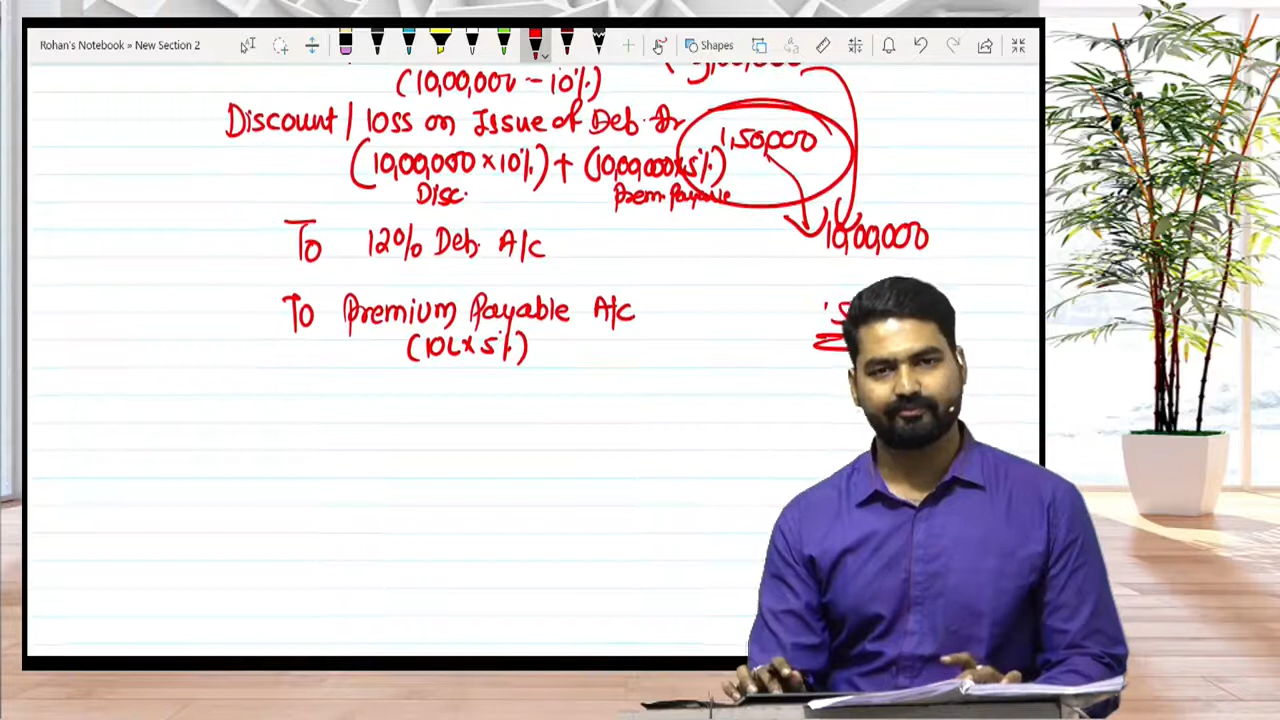 Rohan's Notebook » New Section 2
Shapes
(10,00,000 - 10%)
Discount / loss on Issue of Deb. Dr 1,50,000
(10,00,000 × 10%) + (10,00,000 × 5%)
Disc. Prem. Payable
To 12% Deb. A/c 10,00,000
To Premium Payable A/c
(10L × 5%)